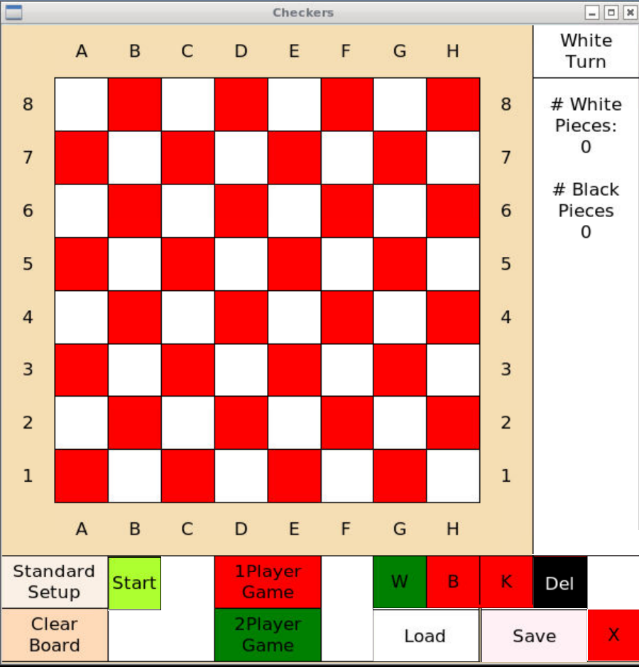 Checkers
A B C D E F G H
White
Turn
8 8
# White
Pieces:
0
7 7
# Black
Pieces
0
6 6
5 5
4 4
3 3
2 2
1 1
A B C D E F G H
Standard
Setup
Start
1Player
Game
W
B
K
Del
Clear
Board
2Player
Game
Load
Save
X